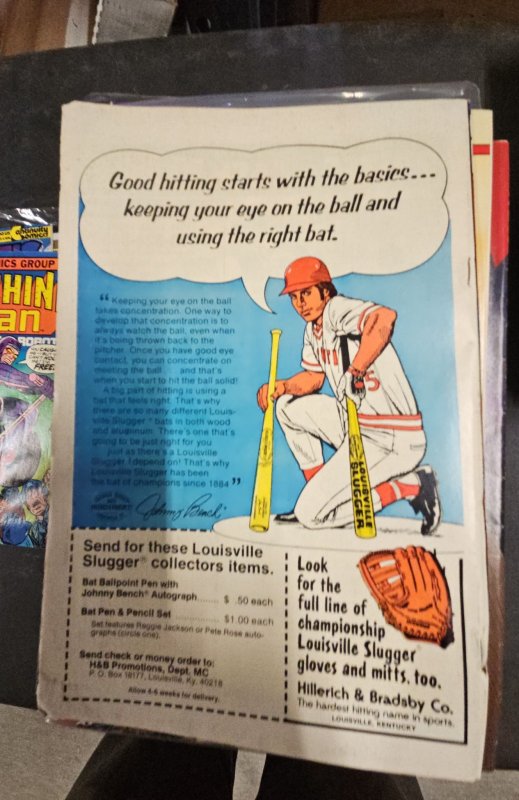 Good hitting starts with the basics...
keeping your eye on the ball and
using the right bat.
“ Keeping your eye on the ball
takes concentration. One way to
develop that concentration is to
always watch the ball, even when
it's being thrown back to the
pitcher. Once you have good eye
contact, you can concentrate on
meeting the ball . . . and that's
when you start to hit the ball solid!
A big part of hitting is using a
bat that feels right. That's why
there are so many different Louis-
ville Slugger® bats in both wood
and aluminum. There's one that's
going to be just right for you
. . . just as there's a Louisville
Slugger I depend on! That's why
Louisville Slugger has been
the bat of champions since 1884 ”
Johnny Bench
5
LOUISVILLE
SLUGGER
Send for these Louisville
Slugger® collectors items.
Bat Ballpoint Pen with
Johnny Bench® Autograph ........ $ .50 each
Bat Pen & Pencil Set ........ $1.00 each
Set features Reggie Jackson or Pete Rose auto-
graphs (circle one).
Send check or money order to:
H&B Promotions, Dept. MC
P. O. Box 18177, Louisville, Ky. 40218
Allow 4-6 weeks for delivery.
Look
for the
full line of
championship
Louisville Slugger®
gloves and mitts, too.
Hillerich & Bradsby Co.
The hardest hitting name in sports.
LOUISVILLE, KENTUCKY
ICS GROUP
HIN
an
FREE